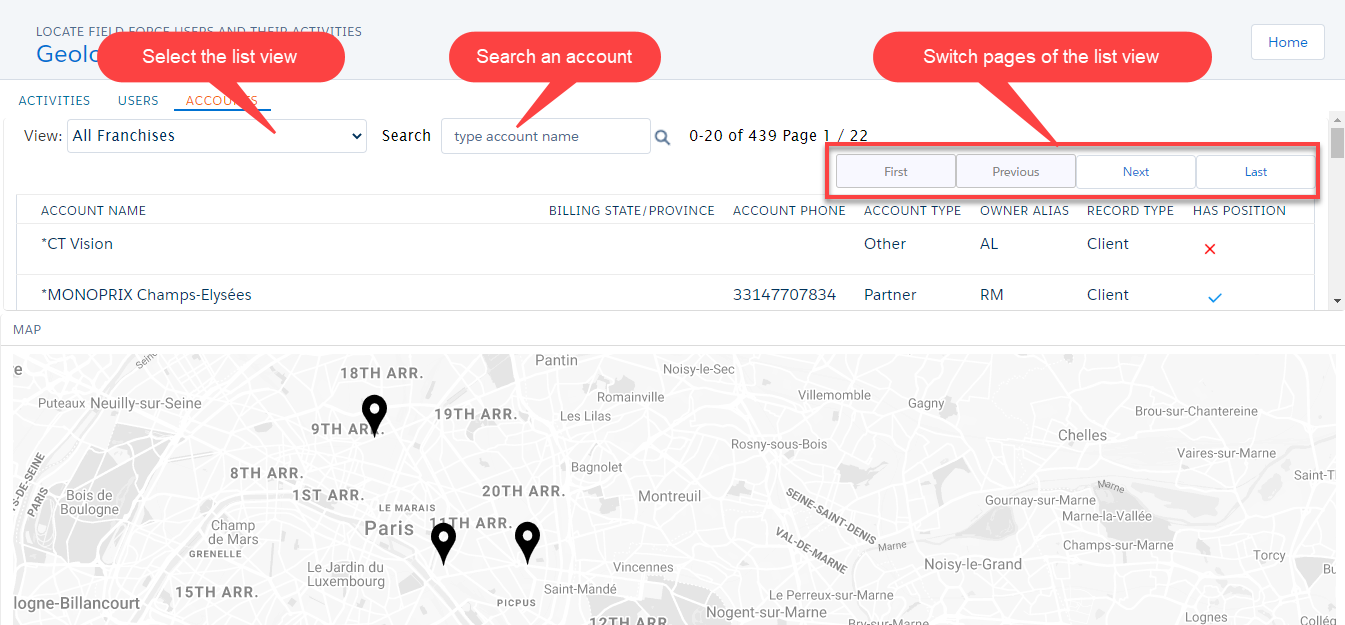 LOCATE FIELD FORCE USERS AND THEIR ACTIVITIES
Geolo
Select the list view
Search an account
Switch pages of the list view
Home
ACTIVITIES USERS ACCOUNTS
View: All Franchises Search type account name 0-20 of 439 Page 1 / 22
First Previous Next Last
ACCOUNT NAME BILLING STATE/PROVINCE ACCOUNT PHONE ACCOUNT TYPE OWNER ALIAS RECORD TYPE HAS POSITION
*CT Vision Other AL Client
*MONOPRIX Champs-Elysées 33147707834 Partner RM Client
MAP
Pantin
Noisy-le-Sec
18TH ARR.
Romainville
Villemomble
Puteaux Neuilly-sur-Seine
Gagny
19TH ARR.
Les Lilas
Brou-sur-Chantereine
9TH ARR.
Chelles
Rosny-sous-Bois
Vaires-sur-Marne
Bagnolet
8TH ARR.
Saint-T
1ST ARR.
20TH ARR.
Montreuil
Marne
S-DE-SEINE
PARIS
Bois de
Boulogne
LE MARAIS
SEINE-SAINT-DENIS
VAL-DE-MARNE
Gournay-sur-Marne
Marne-la-Vallée
Paris
11TH ARR.
Champ
de Mars
GRENELLE
Marne
Champs-sur-Marne
Torcy
Le Jardin du
Luxembourg
Vincennes
Noisy-le-Grand
Bu
15TH ARR.
Saint-Mandé
logne-Billancourt
PICPUS
Le Perreux-sur-Marne
Nogent-sur-Marne
Lognes
12TH ARR
Bry-sur-Marne
Collég